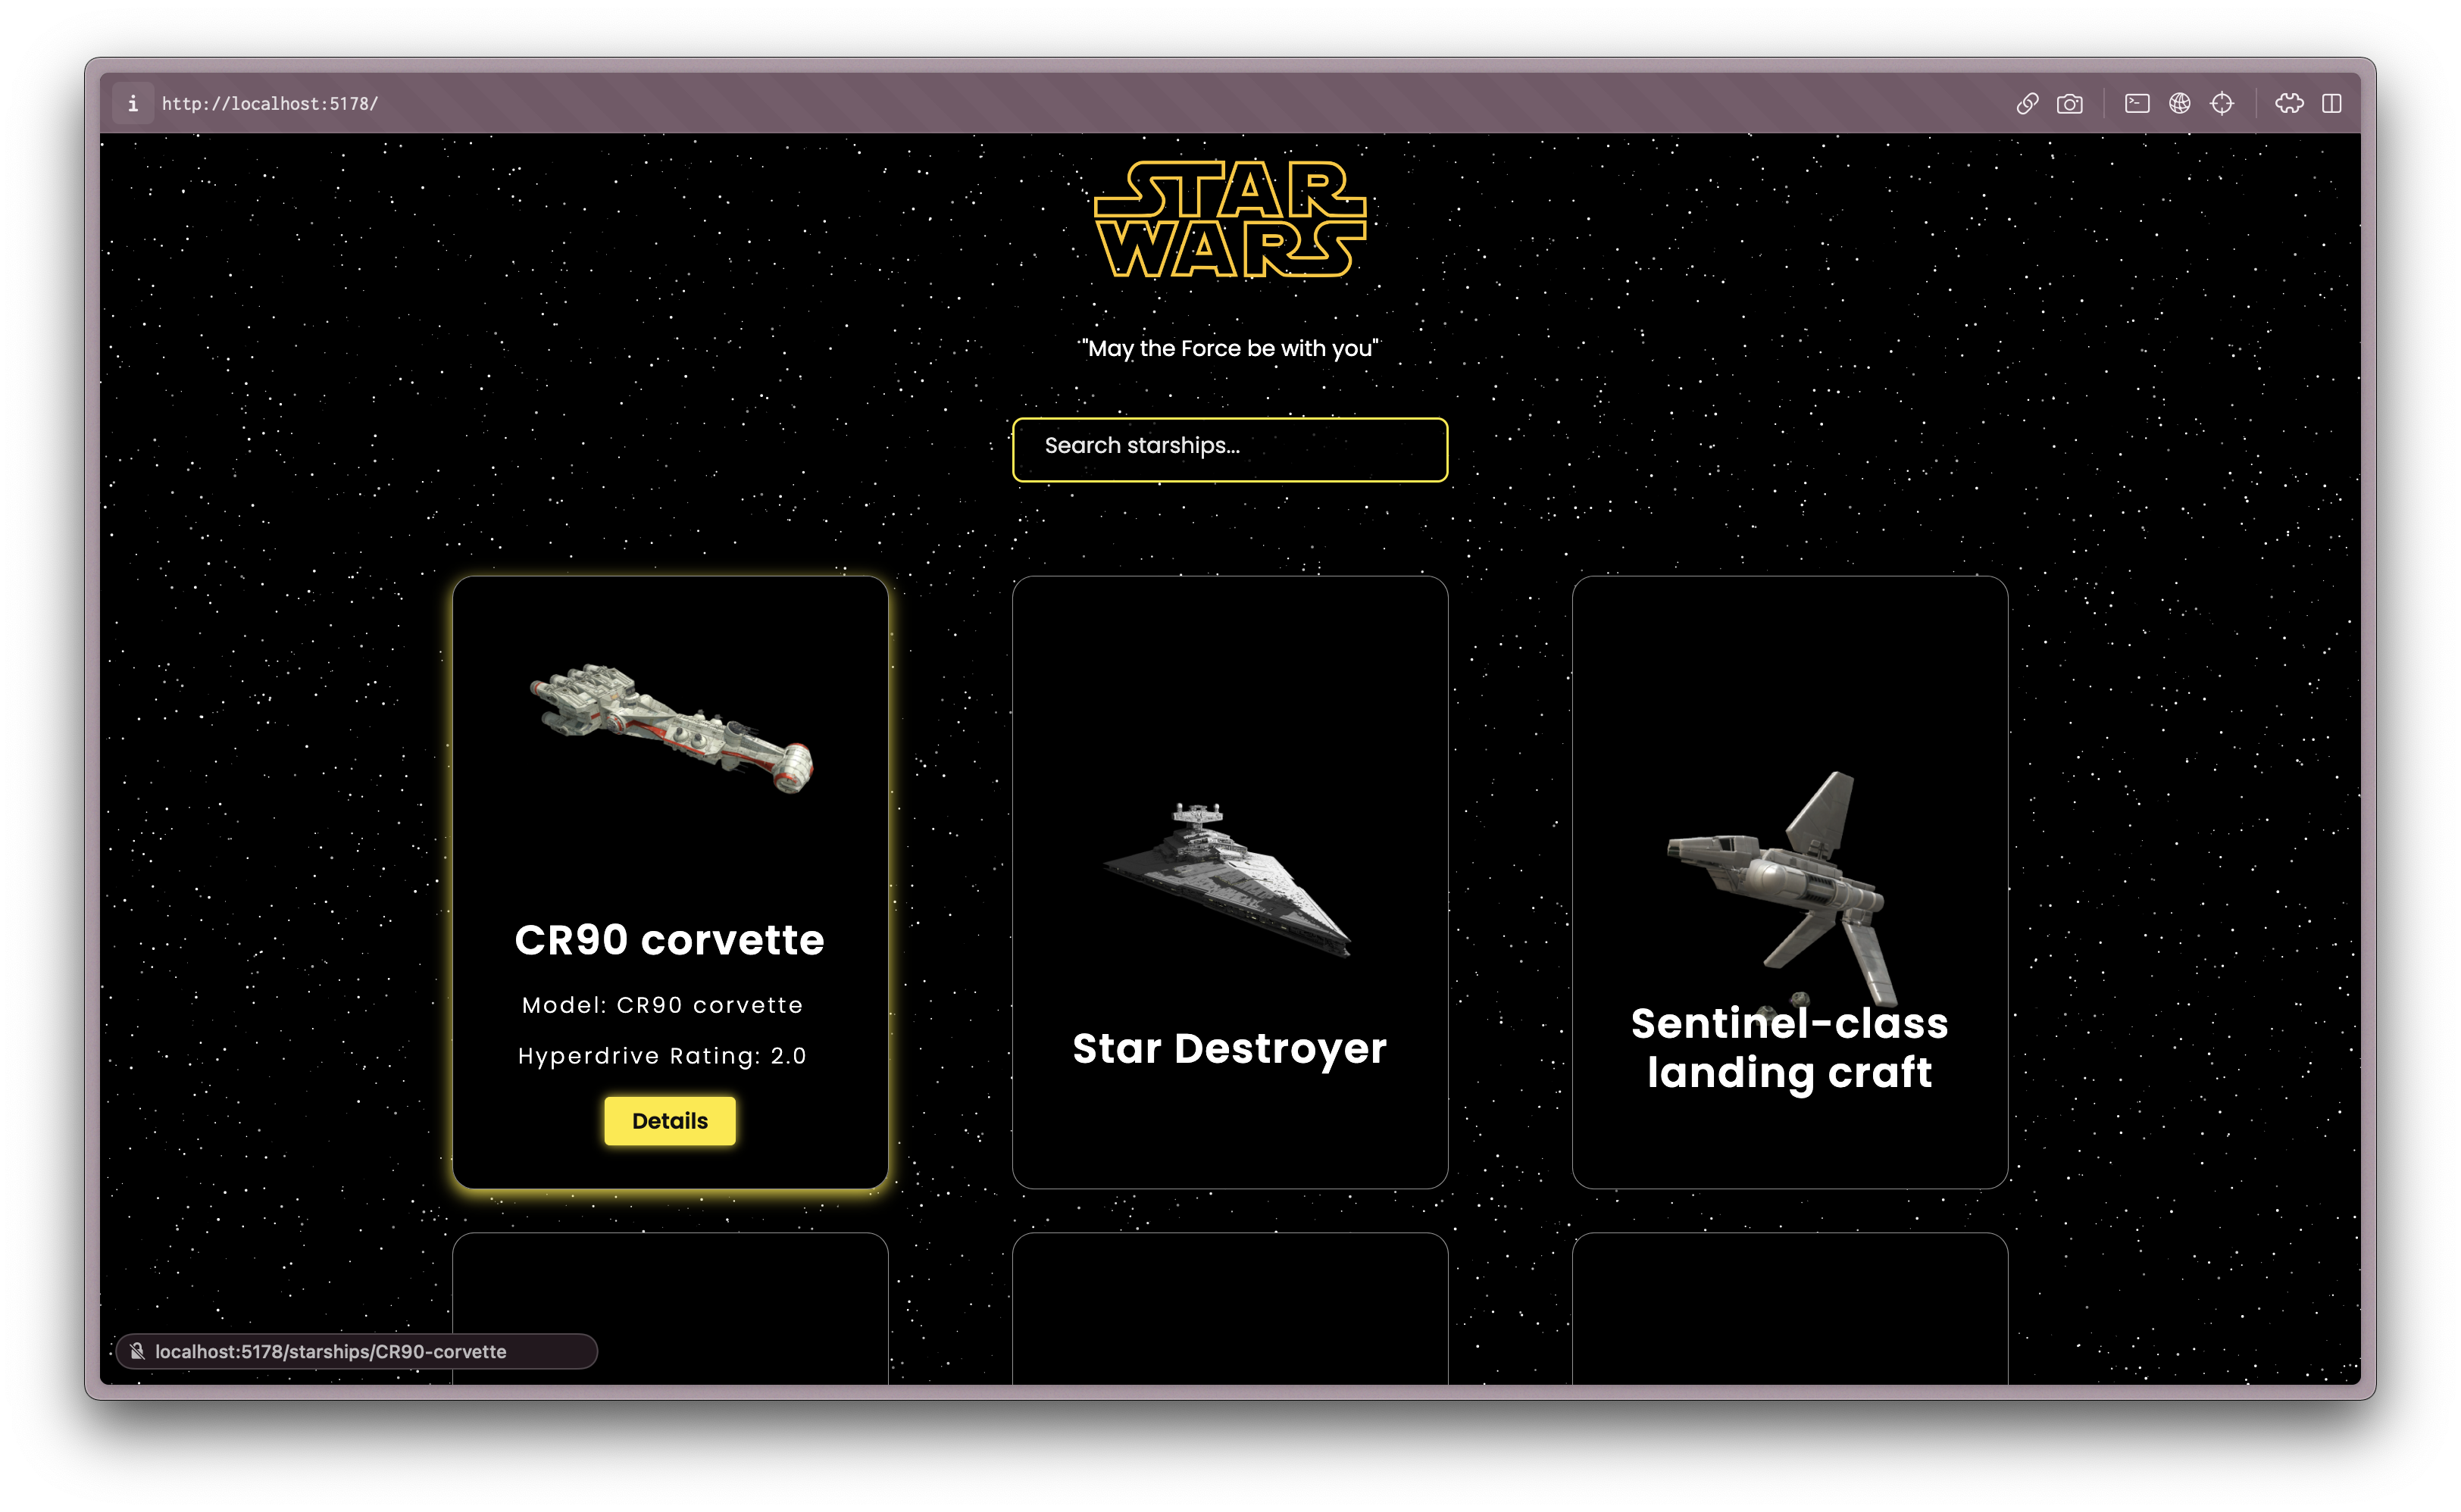 i http://localhost:5178/
STAR
WARS
"May the Force be with you"
Search starships...
CR90 corvette
Model: CR90 corvette
Hyperdrive Rating: 2.0
Details
Star Destroyer
Sentinel-class
landing craft
localhost:5178/starships/CR90-corvette